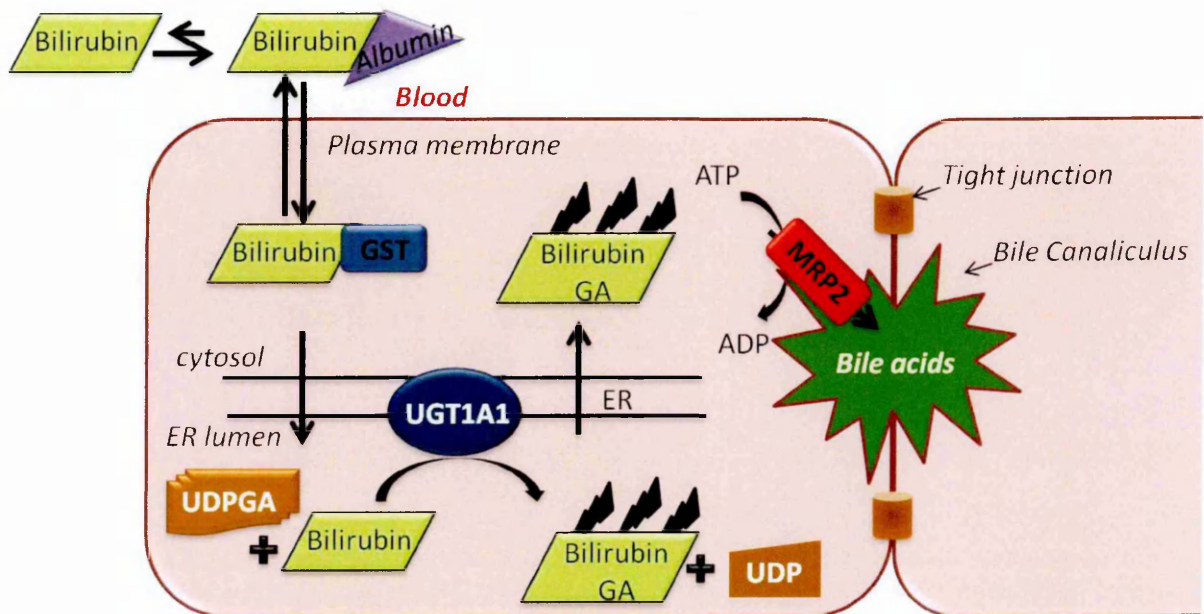 Bilirubin
Bilirubin
Albumin
Blood
Plasma membrane
ATP
Tight junction
Bilirubin
GST
Bilirubin
GA
MRP2
Bile Canaliculus
ADP
Bile acids
cytosol
UGT1A1
ER
ER lumen
UDPGA
+
Bilirubin
Bilirubin
GA
+
UDP